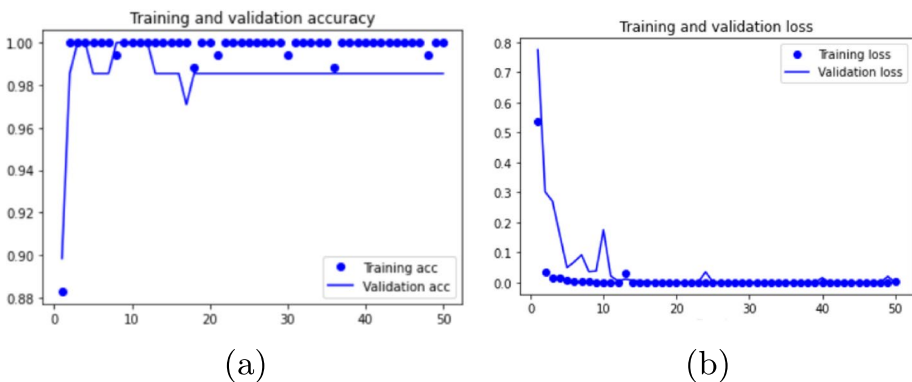 Training and validation accuracy
1.00
0.98
0.96
0.94
0.92
0.90
0.88
0 10 20 30 40 50
Training acc
Validation acc
(a)
Training and validation loss
0.8
0.7
0.6
0.5
0.4
0.3
0.2
0.1
0.0
0 10 20 30 40 50
Training loss
Validation loss
(b)